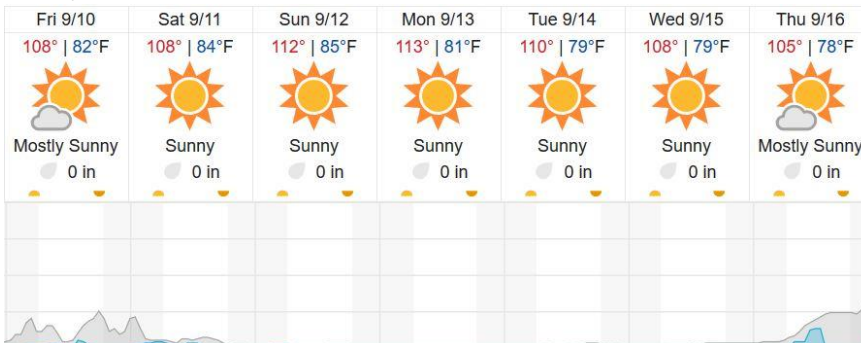 Fri 9/10 Sat 9/11 Sun 9/12 Mon 9/13 Tue 9/14 Wed 9/15 Thu 9/16
108° | 82°F 108° | 84°F 112° | 85°F 113° | 81°F 110° | 79°F 108° | 79°F 105° | 78°F
Mostly Sunny Sunny Sunny Sunny Sunny Sunny Mostly Sunny
0 in 0 in 0 in 0 in 0 in 0 in 0 in